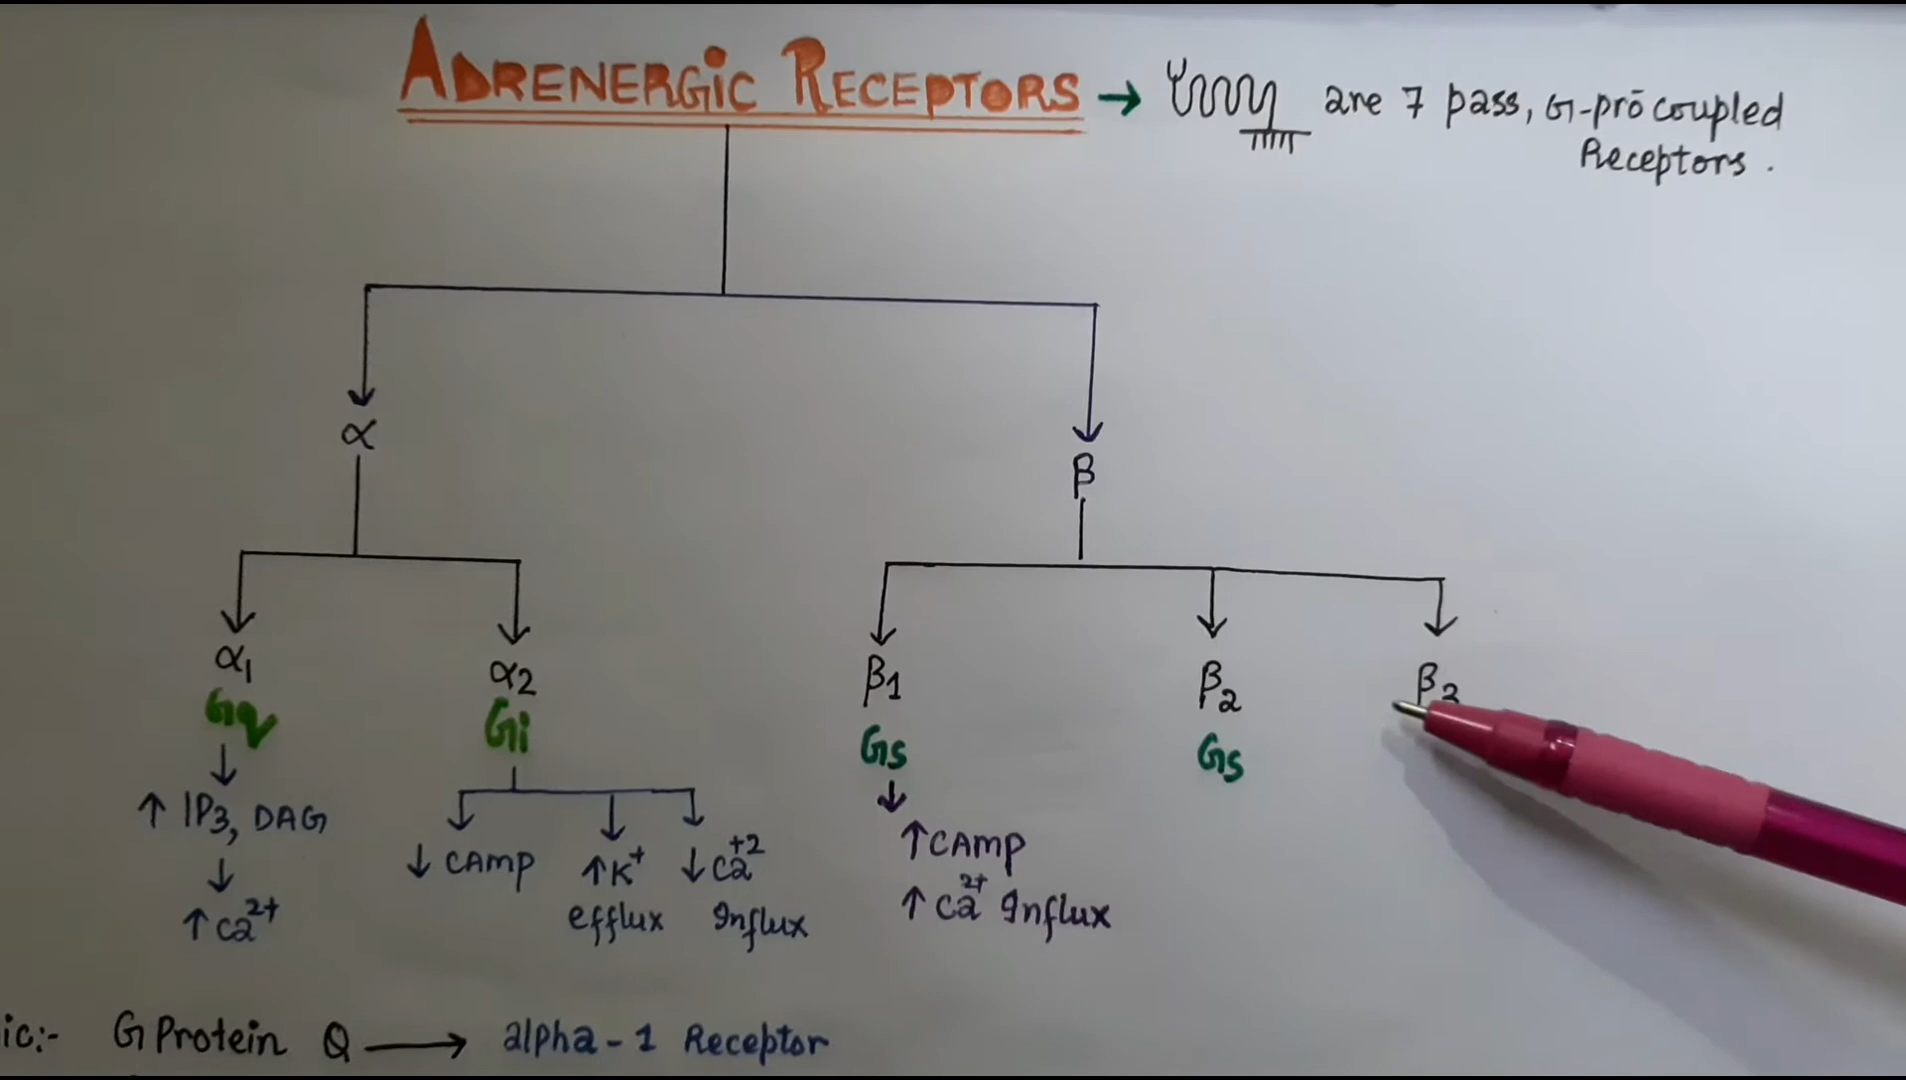 ADRENERGIC RECEPTORS → are 7 pass, G-prō coupled
Receptors.
α
β
α1
α2
β1
β2
β3
Gq
Gi
Gs
Gs
↑ IP3, DAG
↓ CAMP
↑K+
efflux
↓ Ca+2
Influx
↑CAMP
↑ Ca2+ Influx
↑ Ca2+
ic:- G Protein Q → alpha-1 Receptor